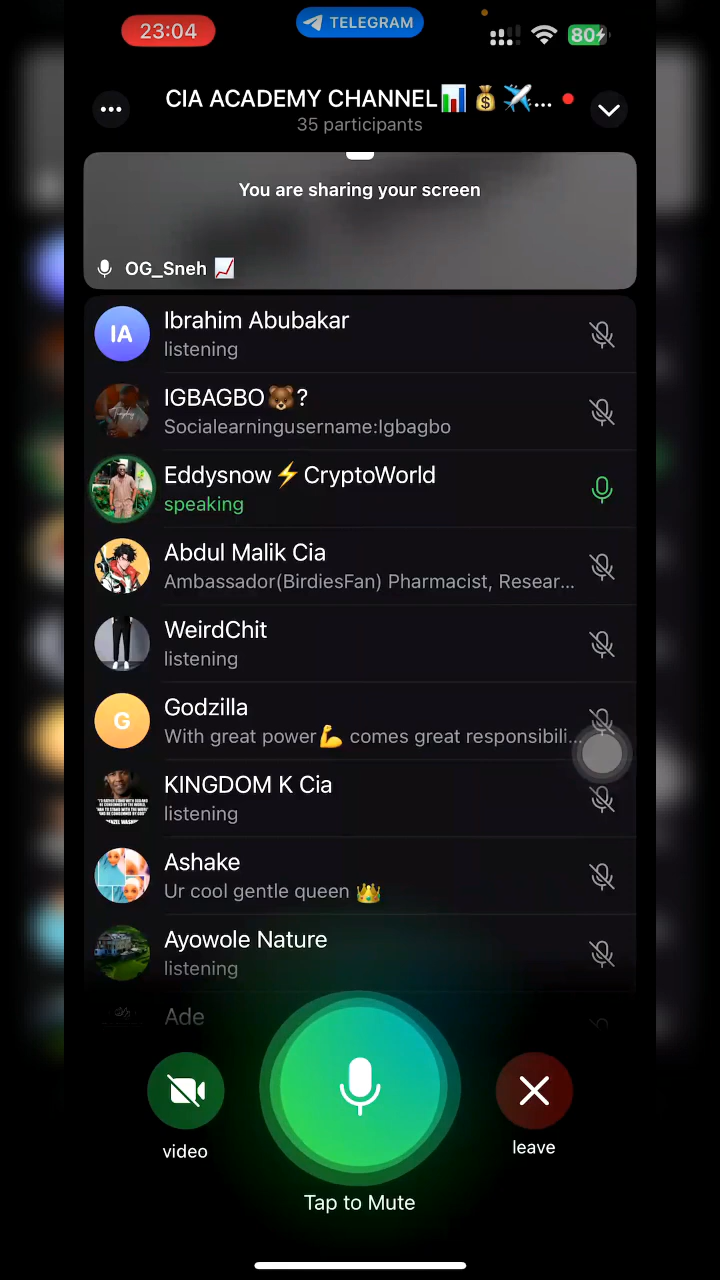 23:04
TELEGRAM
80
CIA ACADEMY CHANNEL📊 💰 ✈️...
35 participants
You are sharing your screen
OG_Sneh 📈
IA
Ibrahim Abubakar
listening
IGBAGBO🐻?
Socialearningusername:Igbagbo
Eddysnow⚡CryptoWorld
speaking
Abdul Malik Cia
Ambassador(BirdiesFan) Pharmacist, Resear...
WeirdChit
listening
G
Godzilla
With great power💪 comes great responsibili...
KINGDOM K Cia
listening
Ashake
Ur cool gentle queen 👑
Ayowole Nature
listening
Ade
video
leave
Tap to Mute